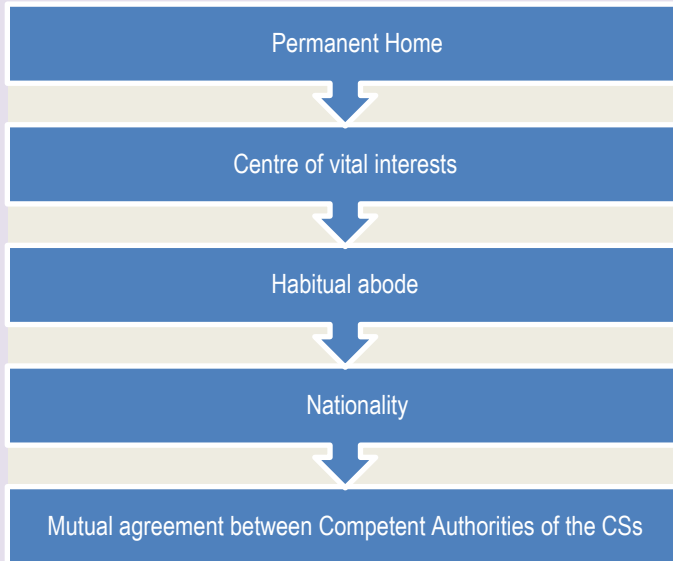 Permanent Home
Centre of vital interests
Habitual abode
Nationality
Mutual agreement between Competent Authorities of the CSs